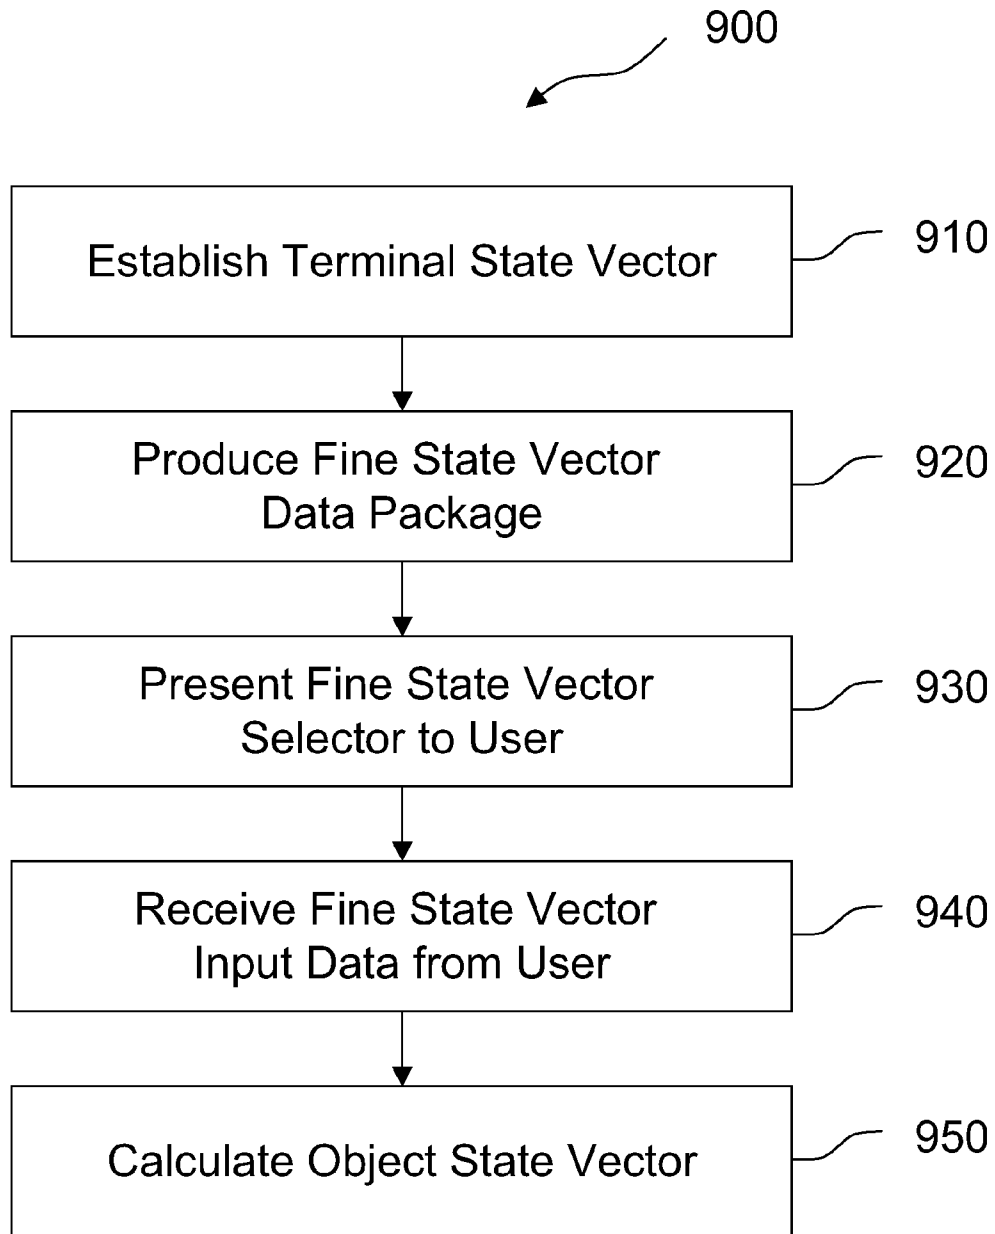 900
Establish Terminal State Vector
910
Produce Fine State Vector
Data Package
920
Present Fine State Vector
Selector to User
930
Receive Fine State Vector
Input Data from User
940
Calculate Object State Vector
950